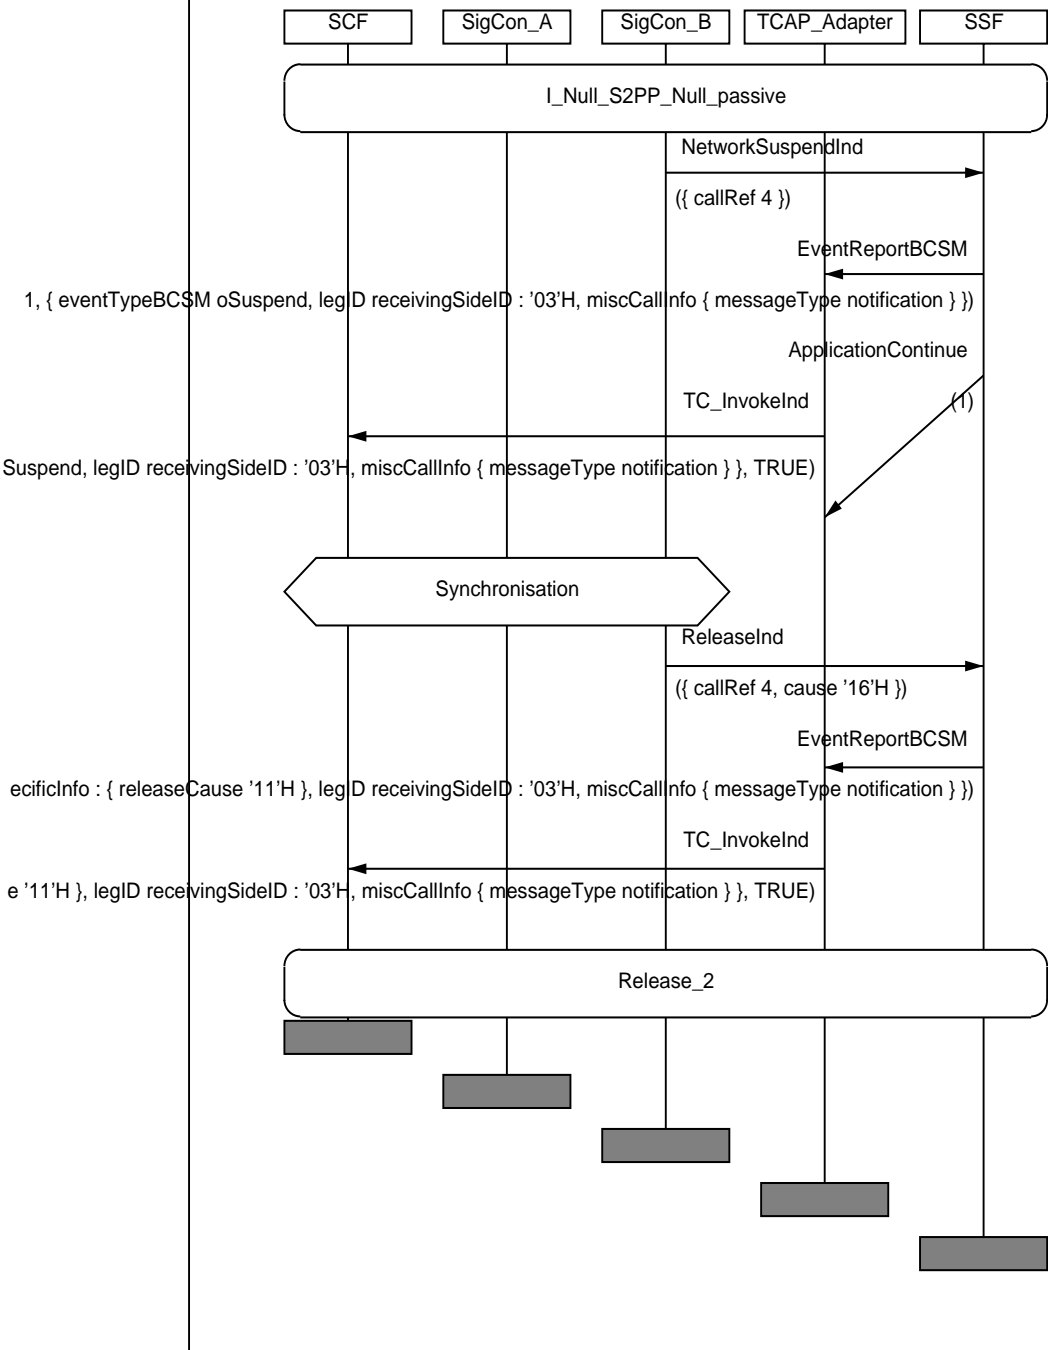 SCF SigCon_A SigCon_B TCAP_Adapter SSF
I_Null_S2PP_Null_passive
NetworkSuspendInd
({ callRef 4 })
EventReportBCSM
1, { eventTypeBCSM oSuspend, legID receivingSideID : '03'H, miscCallInfo { messageType notification } })
ApplicationContinue
TC_InvokeInd
(1)
Suspend, legID receivingSideID : '03'H, miscCallInfo { messageType notification } }, TRUE)
Synchronisation
ReleaseInd
({ callRef 4, cause '16'H })
EventReportBCSM
ecificInfo : { releaseCause '11'H }, legID receivingSideID : '03'H, miscCallInfo { messageType notification } })
TC_InvokeInd
e '11'H }, legID receivingSideID : '03'H, miscCallInfo { messageType notification } }, TRUE)
Release_2